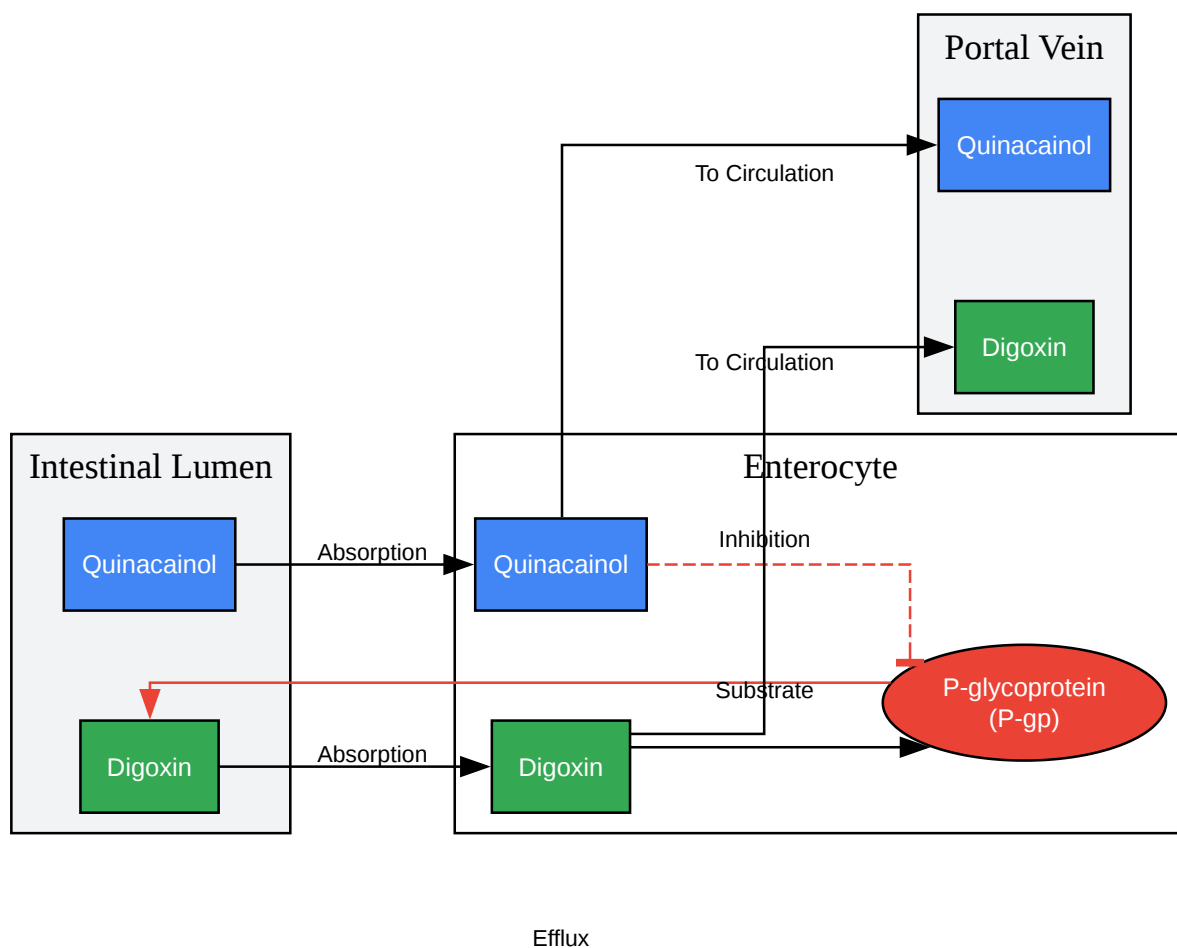 Portal Vein
Quinacainol
To Circulation
Digoxin
To Circulation
Intestinal Lumen
Enterocyte
Quinacainol
Absorption
Quinacainol
Inhibition
Substrate
P-glycoprotein
(P-gp)
Digoxin
Absorption
Digoxin
Efflux